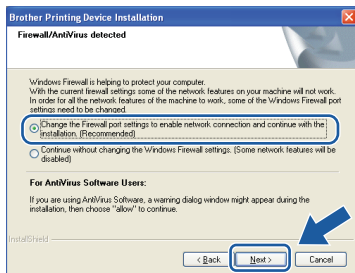 Brother Printing Device Installation
Firewall/AntiVirus detected
Windows Firewall is helping to protect your computer.
With the current firewall settings some of the network features on your machine will not work.
In order for all the network features of the machine to work, some of the Windows Firewall port
settings need to be changed.
Change the Firewall port settings to enable network connection and continue with the
installation. (Recommended)
Continue without changing the Windows Firewall settings. (Some network features will be
disabled)
For AntiVirus Software Users:
If you are using AntiVirus Software, a warning dialog window might appear during the
installation, then choose "allow" to continue.
InstallShield
< Back
Next >
Cancel